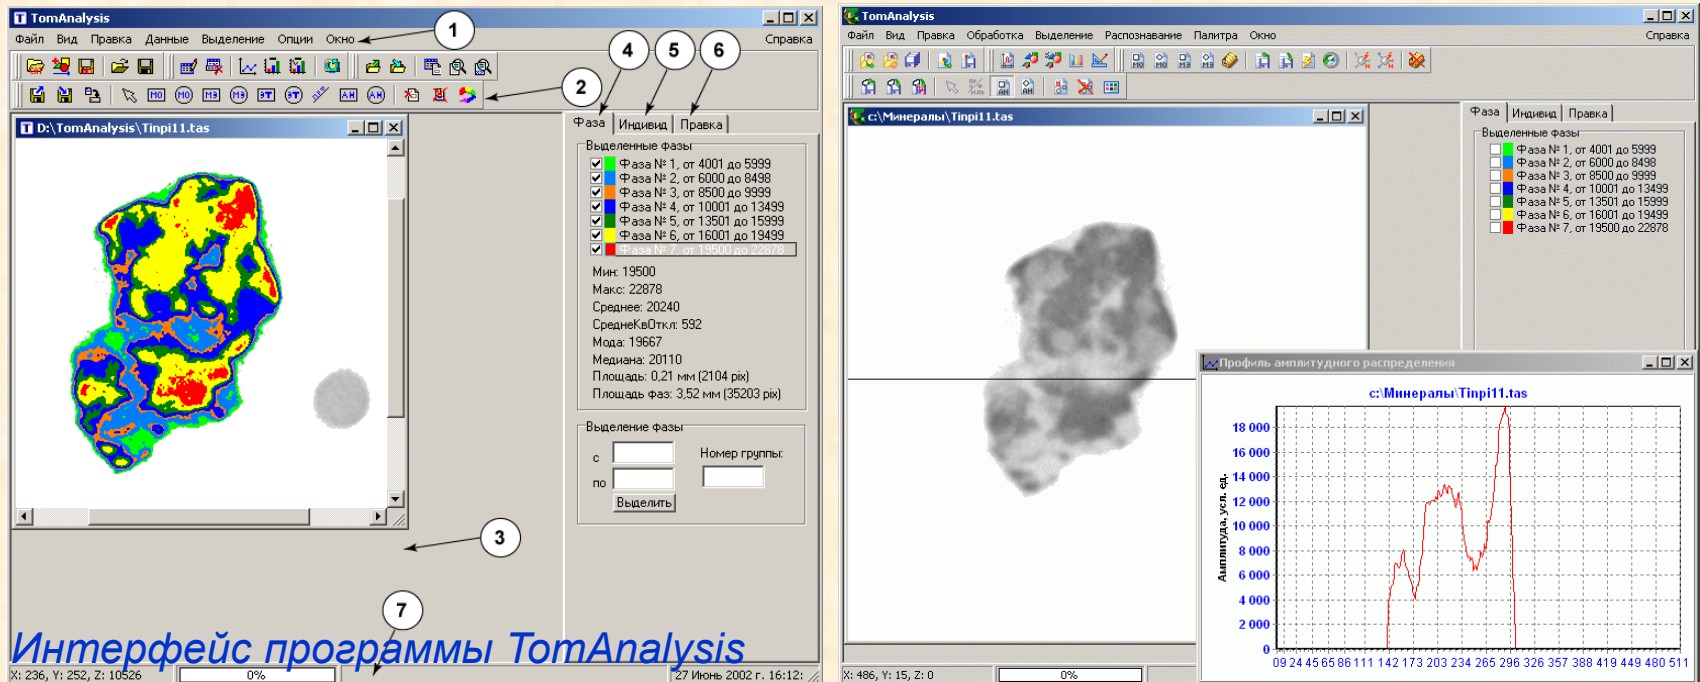 TomAnalysis
Файл Вид Правка Данные Выделение Опции Окно Справка
1
2
4 5 6
D:\TomAnalysis\Tinpi11.tas
Фаза Индивид Правка
Выделенные фазы
Фаза № 1, от 4001 до 5999
Фаза № 2, от 6000 до 8498
Фаза № 3, от 8500 до 9999
Фаза № 4, от 10001 до 13499
Фаза № 5, от 13501 до 15999
Фаза № 6, от 16001 до 19499
Фаза № 7, от 19500 до 22878
Мин: 19500
Макс: 22878
Среднее: 20240
СреднеКвОткл: 592
Мода: 19667
Медиана: 20110
Площадь: 0,21 мм (2104 pix)
Площадь фаз: 3,52 мм (35203 pix)
Выделение фазы
с
по
Номер группы:
Выделить
3
7
Интерфейс программы TomAnalysis
X: 236, Y: 252, Z: 10526 0% 27 Июнь 2002 г. 16:12:
TomAnalysis
Файл Вид Правка Обработка Выделение Распознавание Палитра Окно Справка
c:\Минералы\Tinpi11.tas
Фаза Индивид Правка
Выделенные фазы
Фаза № 1, от 4001 до 5999
Фаза № 2, от 6000 до 8498
Фаза № 3, от 8500 до 9999
Фаза № 4, от 10001 до 13499
Фаза № 5, от 13501 до 15999
Фаза № 6, от 16001 до 19499
Фаза № 7, от 19500 до 22878
Профиль амплитудного распределения
c:\Минералы\Tinpi11.tas
Амплитуда, усл. ед.
18 000
16 000
14 000
12 000
10 000
8 000
6 000
4 000
2 000
0
0 9 24 45 65 86 111 142 173 203 234 265 296 326 357 388 419 449 480 511
X: 486, Y: 15, Z: 0 0%